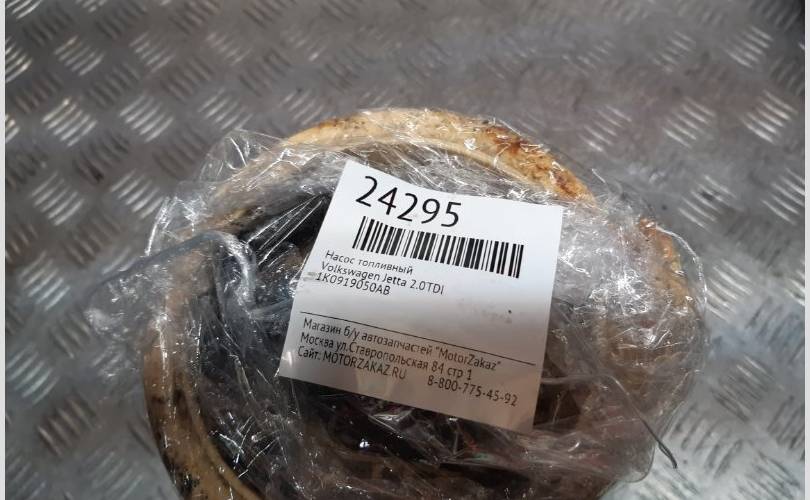 24295
Насос топливный
Volkswagen Jetta 2.0TDI
1K0919050AB
Магазин б/у автозапчастей "MotorZakaz"
Москва ул.Ставропольская 84 стр 1
Сайт: MOTORZAKAZ.RU 8-800-775-45-92